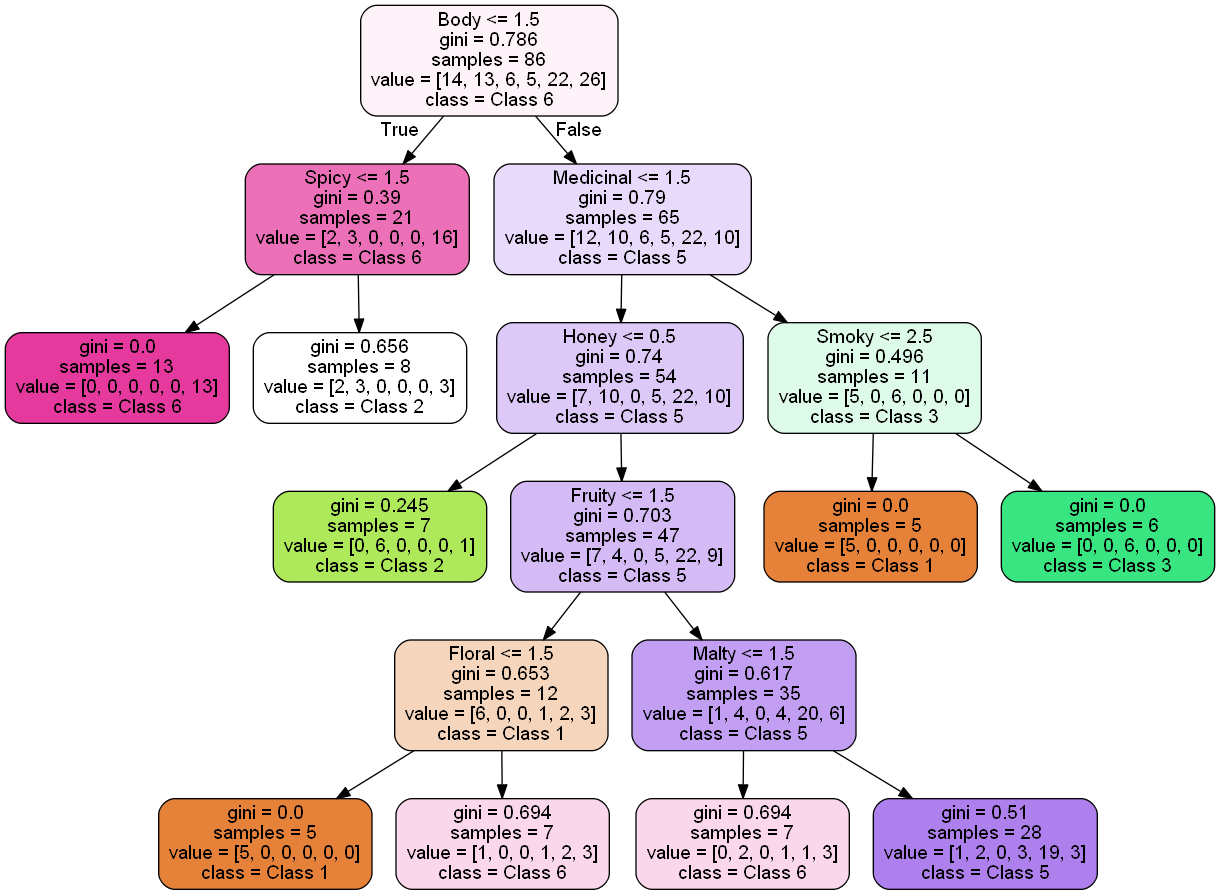 Body <= 1.5
gini = 0.786
samples = 86
value = [14, 13, 6, 5, 22, 26]
class = Class 6
True
False
Spicy <= 1.5
gini = 0.39
samples = 21
value = [2, 3, 0, 0, 0, 16]
class = Class 6
Medicinal <= 1.5
gini = 0.79
samples = 65
value = [12, 10, 6, 5, 22, 10]
class = Class 5
gini = 0.0
samples = 13
value = [0, 0, 0, 0, 0, 13]
class = Class 6
gini = 0.656
samples = 8
value = [2, 3, 0, 0, 0, 3]
class = Class 2
Honey <= 0.5
gini = 0.74
samples = 54
value = [7, 10, 0, 5, 22, 10]
class = Class 5
Smoky <= 2.5
gini = 0.496
samples = 11
value = [5, 0, 6, 0, 0, 0]
class = Class 3
gini = 0.245
samples = 7
value = [0, 6, 0, 0, 0, 1]
class = Class 2
Fruity <= 1.5
gini = 0.703
samples = 47
value = [7, 4, 0, 5, 22, 9]
class = Class 5
gini = 0.0
samples = 5
value = [5, 0, 0, 0, 0, 0]
class = Class 1
gini = 0.0
samples = 6
value = [0, 0, 6, 0, 0, 0]
class = Class 3
Floral <= 1.5
gini = 0.653
samples = 12
value = [6, 0, 0, 1, 2, 3]
class = Class 1
Malty <= 1.5
gini = 0.617
samples = 35
value = [1, 4, 0, 4, 20, 6]
class = Class 5
gini = 0.0
samples = 5
value = [5, 0, 0, 0, 0, 0]
class = Class 1
gini = 0.694
samples = 7
value = [1, 0, 0, 1, 2, 3]
class = Class 6
gini = 0.694
samples = 7
value = [0, 2, 0, 1, 1, 3]
class = Class 6
gini = 0.51
samples = 28
value = [1, 2, 0, 3, 19, 3]
class = Class 5